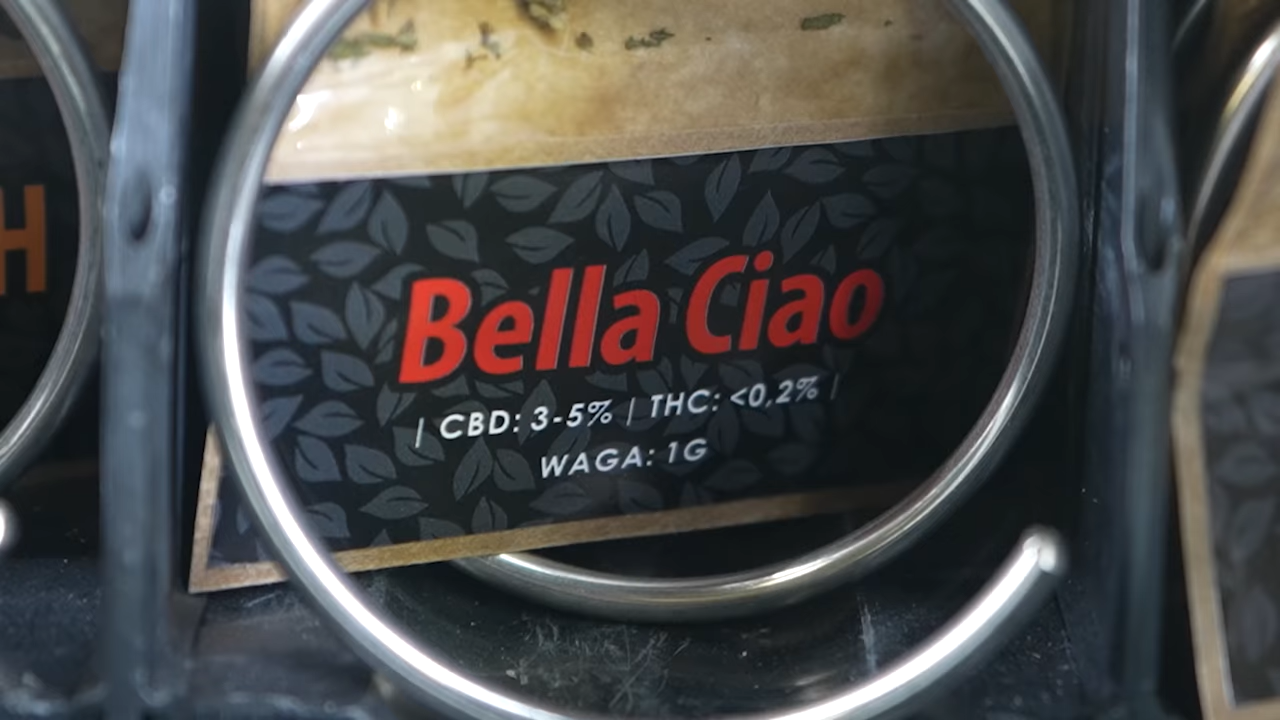 H
Bella Ciao
| CBD: 3-5% | THC: <0,2% |
WAGA: 1G